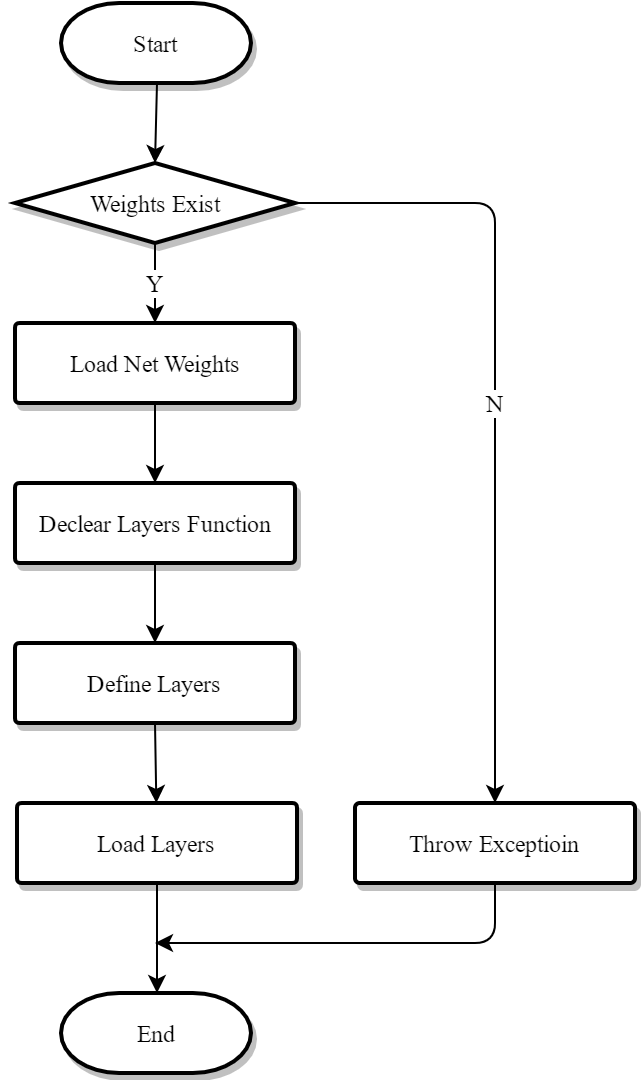 Start
Weights Exist
Y
Load Net Weights
N
Declear Layers Function
Define Layers
Load Layers
Throw Exceptioin
End